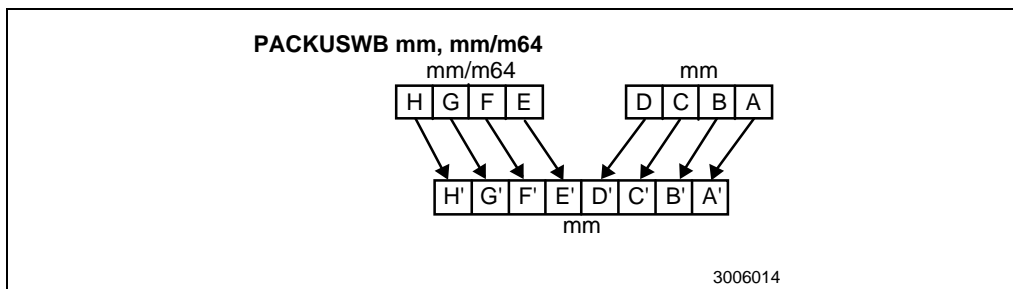 PACKUSWB mm, mm/m64
mm/m64 mm
H G F E D C B A
H' G' F' E' D' C' B' A'
mm
3006014